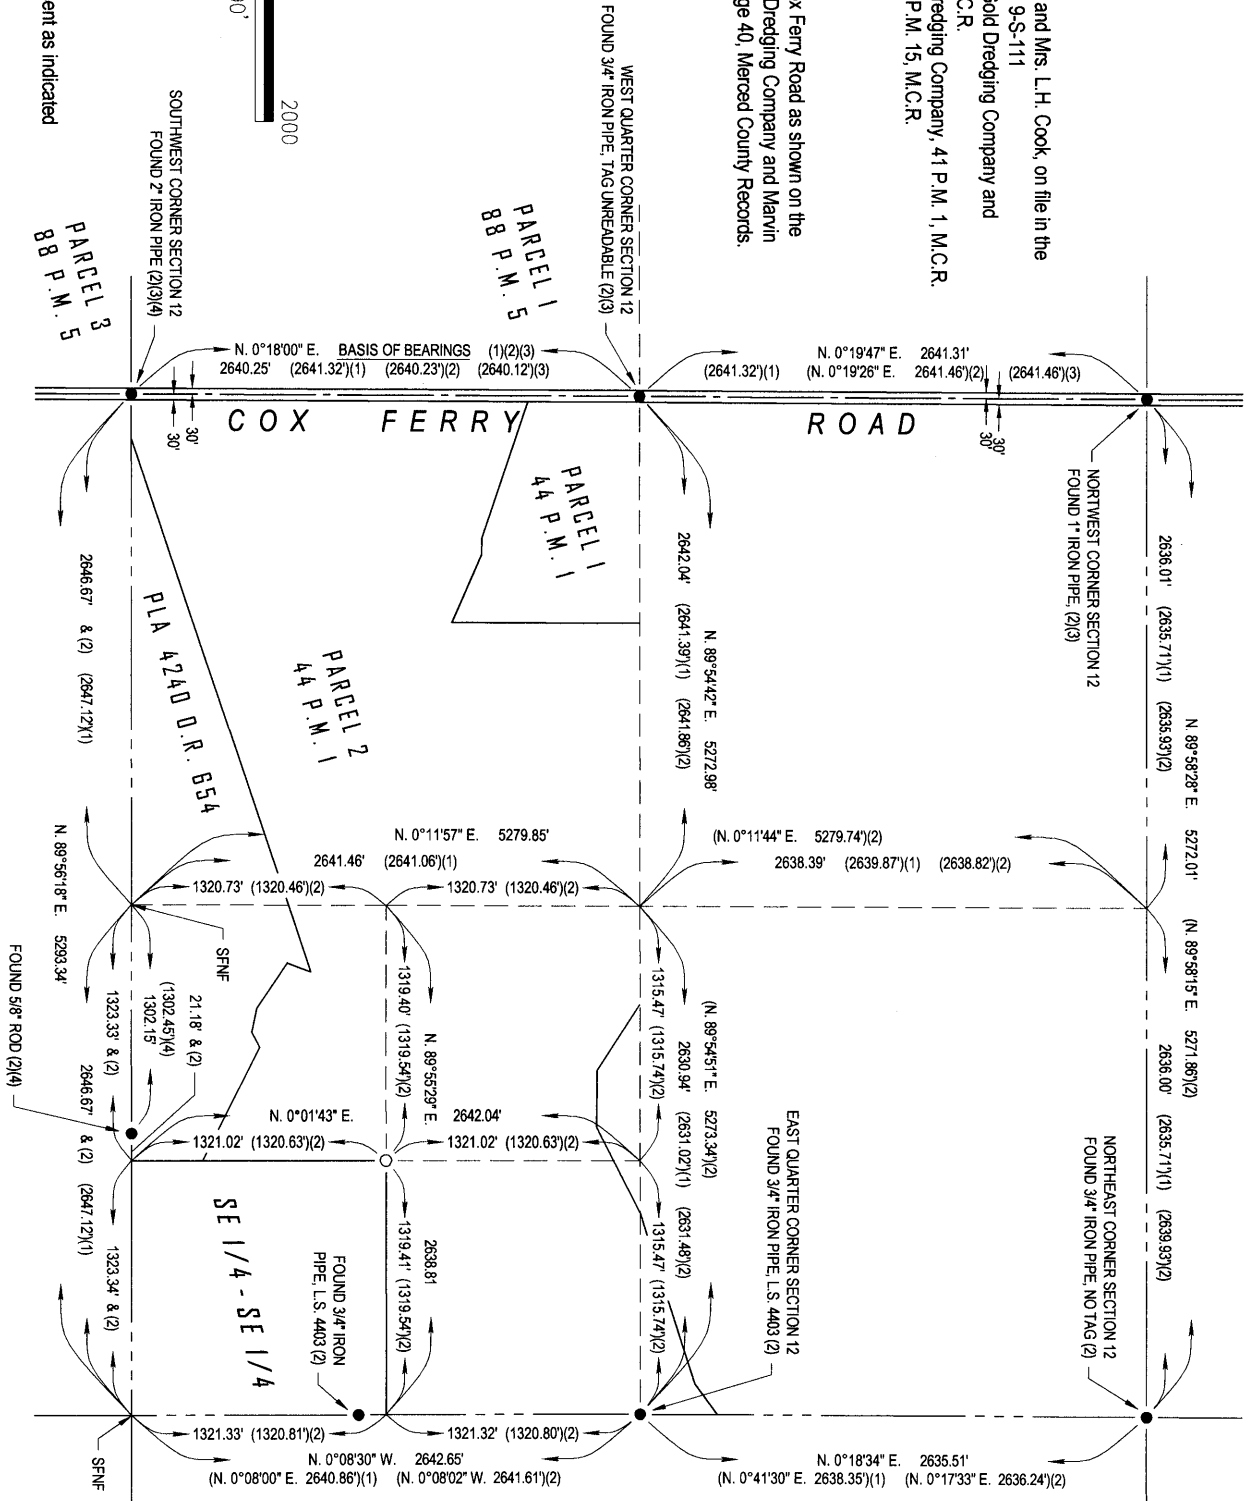 and Mrs. L.H. Cook, on file in the
9-S-111
Gold Dredging Company and
C.R.
redging Company, 41 P.M. 1, M.C.R.
P.M. 15, M.C.R.
ox Ferry Road as shown on the
Dredging Company and Marvin
ge 40, Merced County Records.
00'
2000
ent as indicated
NORTWEST CORNER SECTION 12
FOUND 1" IRON PIPE, (2)(3)
2636.01' (2635.71')(1) (2635.93')(2)
N. 89°58'28" E. 5272.01' (N. 89°58'15" E. 5271.86')(2)
2636.00' (2635.71')(1) (2639.93')(2)
NORTHEAST CORNER SECTION 12
FOUND 3/4" IRON PIPE, NO TAG (2)
N. 0°19'47" E. 2641.31'
(2641.32')(1) (N. 0°19'26" E. 2641.46')(2) (2641.46')(3)
N. 0°18'00" E. BASIS OF BEARINGS (1)(2)(3)
2640.25' (2641.32')(1) (2640.23')(2) (2640.12')(3)
COX FERRY ROAD
30'
30'
30'
30'
WEST QUARTER CORNER SECTION 12
FOUND 3/4" IRON PIPE, TAG UNREADABLE (2)(3)
PARCEL 1
88 P.M. 5
SOUTHWEST CORNER SECTION 12
FOUND 2" IRON PIPE (2)(3)(4)
PARCEL 3
88 P.M. 5
PARCEL 1
44 P.M. 1
PARCEL 2
44 P.M. 1
PLA 4240 O.R. 654
2642.04' (2641.39')(1) (2641.86')(2)
N. 89°54'42" E. 5272.98'
(N. 89°54'51" E. 5273.34')(2)
2630.94' (2631.02')(1) (2631.48')(2)
1315.47' (1315.74')(2)
1315.47' (1315.74')(2)
EAST QUARTER CORNER SECTION 12
FOUND 3/4" IRON PIPE, L.S. 4403 (2)
N. 0°11'57" E. 5279.85'
(N. 0°11'44" E. 5279.74')(2)
2641.46' (2641.06')(1)
2638.39' (2639.87')(1) (2638.82')(2)
1320.73' (1320.46')(2)
1320.73' (1320.46')(2)
1319.40' (1319.54')(2)
N. 89°55'29" E.
2638.81
1319.41' (1319.54')(2)
N. 0°01'43" E. 2642.04'
1321.02' (1320.63')(2)
1321.02' (1320.63')(2)
2646.67' & (2) (2647.12')(1)
N. 89°56'18" E. 5293.34'
SFNF
21.18' & (2)
1302.15'
(1302.45')(4)
1323.33' & (2)
2646.67' & (2) (2647.12')(1)
1323.34' & (2)
FOUND 5/8" ROD (2)(4)
SE 1/4 - SE 1/4
FOUND 3/4" IRON
PIPE, L.S. 4403 (2)
1321.33' (1320.81')(2)
1321.32' (1320.80')(2)
N. 0°08'30" W. 2642.65'
(N. 0°08'00" E. 2640.86')(1) (N. 0°08'02" W. 2641.61')(2)
N. 0°18'34" E. 2635.51'
(N. 0°41'30" E. 2638.35')(1) (N. 0°17'33" E. 2636.24')(2)
SFNF